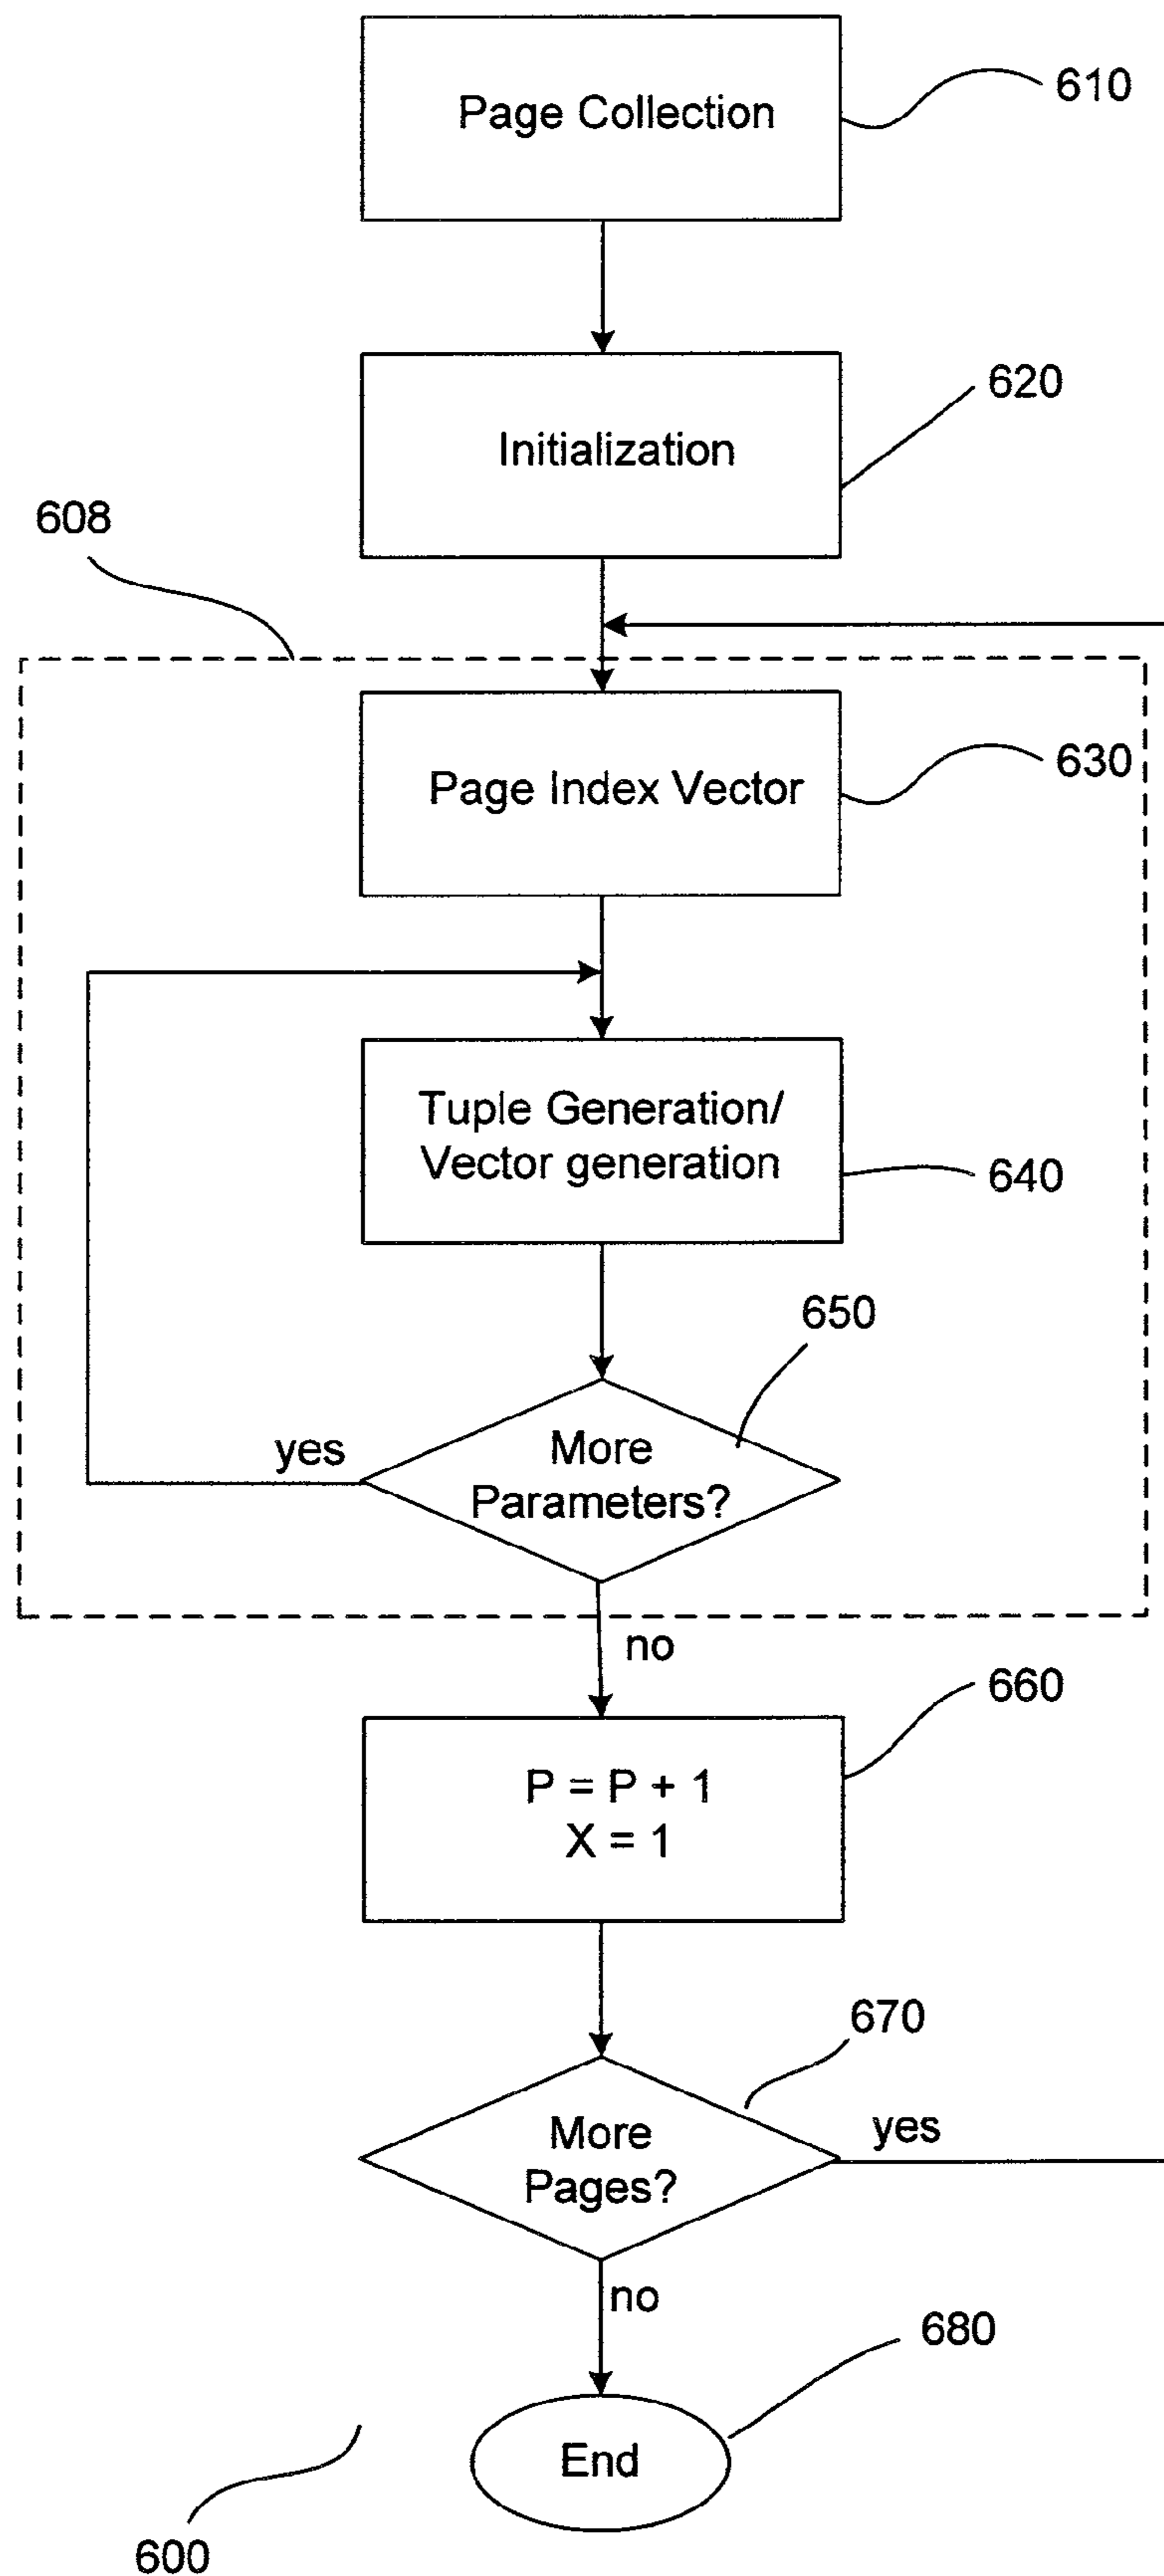 Page Collection
610
Initialization
620
608
Page Index Vector
630
Tuple Generation/
Vector generation
640
650
More
Parameters?
yes
no
660
P = P + 1
X = 1
670
More
Pages?
yes
no
680
End
600